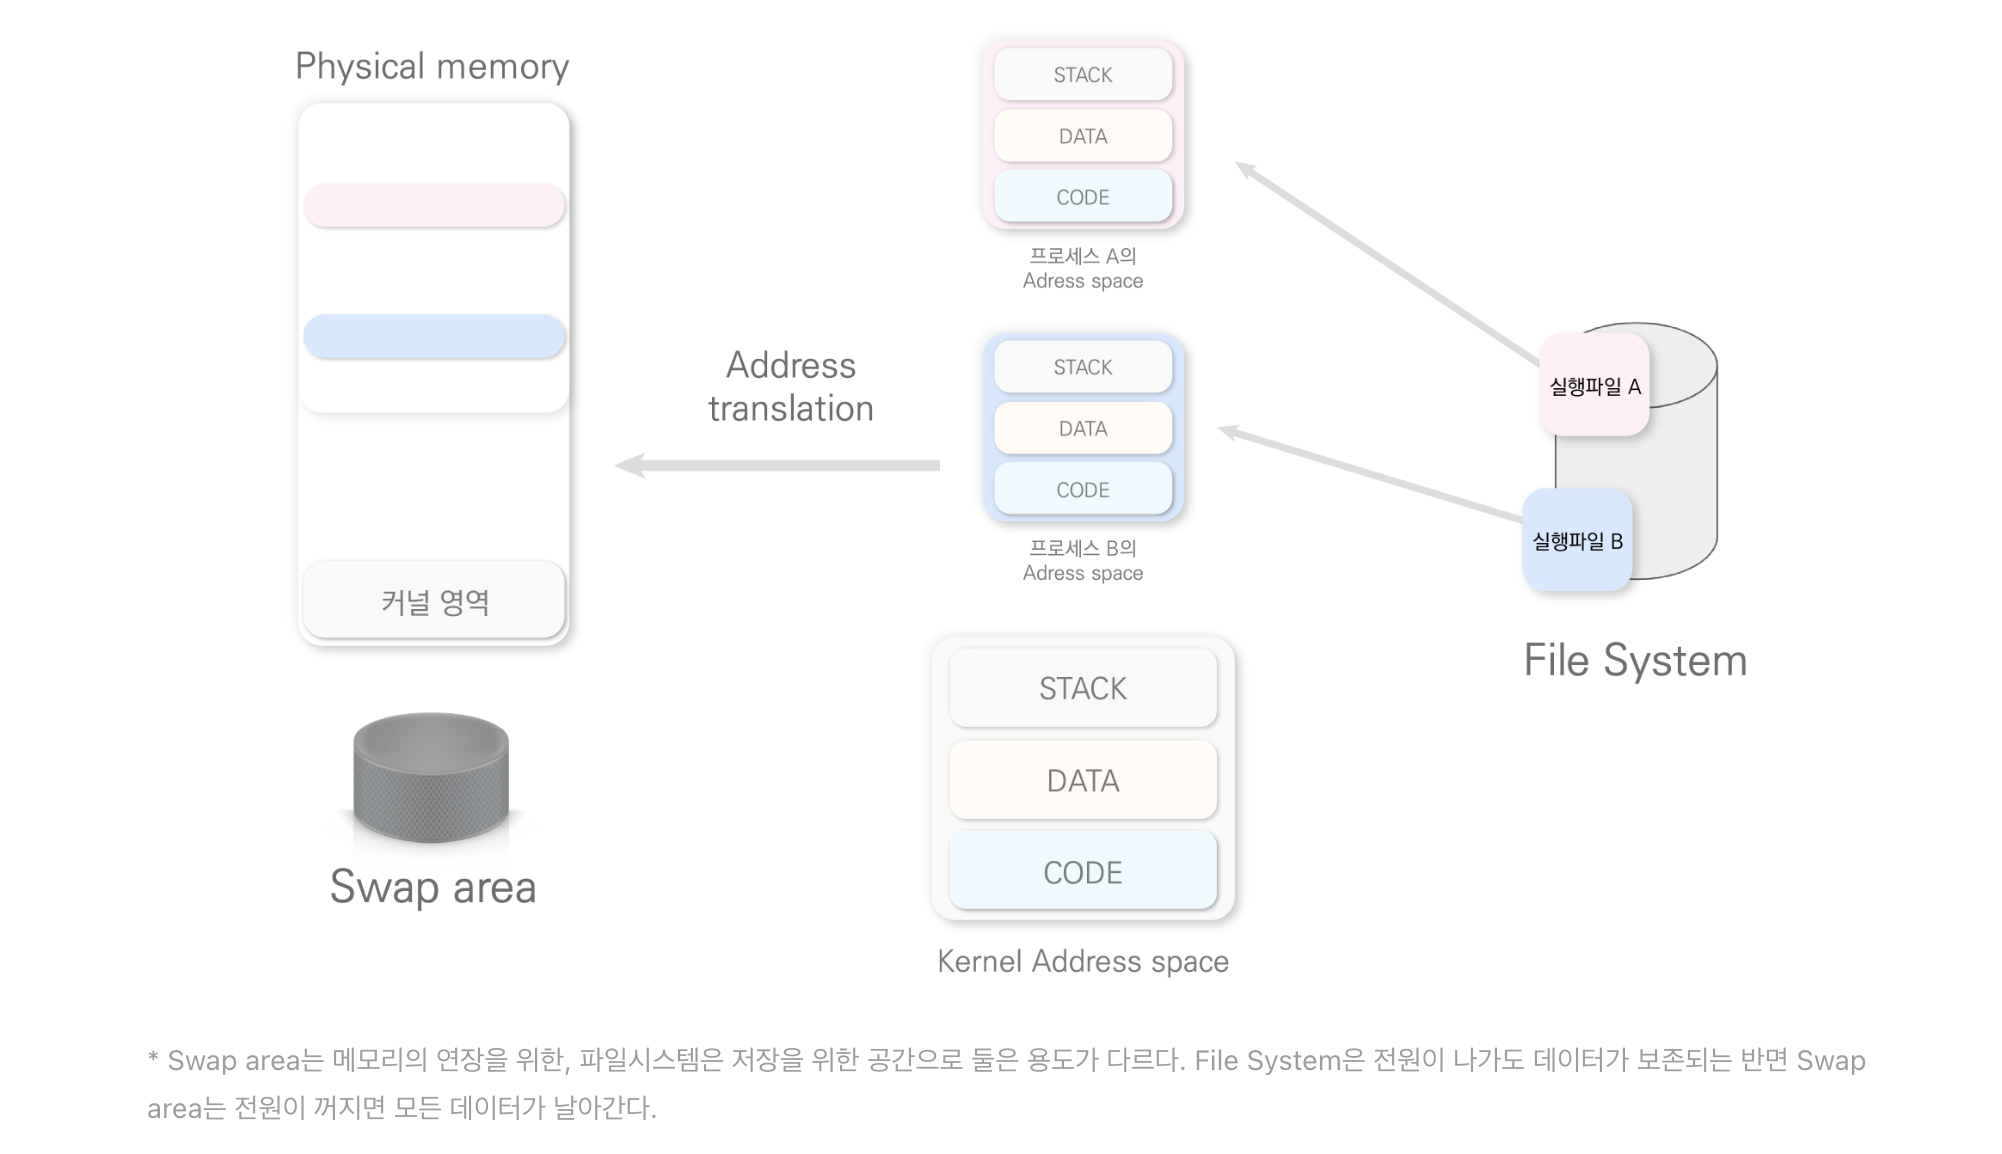 Physical memory
커널 영역
Swap area
Address
translation
STACK
DATA
CODE
프로세스 A의
Adress space
STACK
DATA
CODE
프로세스 B의
Adress space
STACK
DATA
CODE
Kernel Address space
실행파일 A
실행파일 B
File System
* Swap area는 메모리의 연장을 위한, 파일시스템은 저장을 위한 공간으로 둘은 용도가 다르다. File System은 전원이 나가도 데이터가 보존되는 반면 Swap
area는 전원이 꺼지면 모든 데이터가 날아간다.